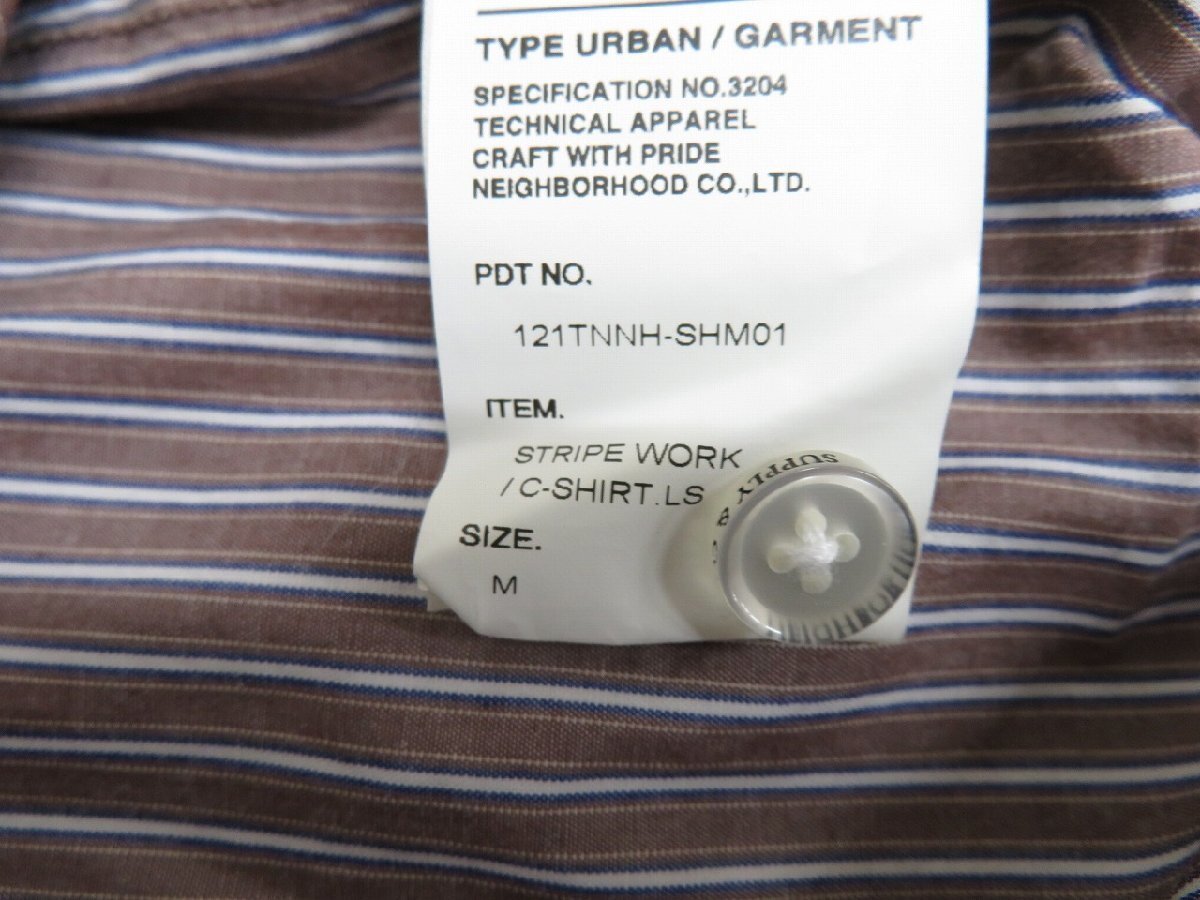 TYPE URBAN / GARMENT
SPECIFICATION NO.3204
TECHNICAL APPAREL
CRAFT WITH PRIDE
NEIGHBORHOOD CO.,LTD.
PDT NO.
121TNNH-SHM01
ITEM.
STRIPE WORK
/ C-SHIRT.LS
SIZE.
M
SUPPLY &